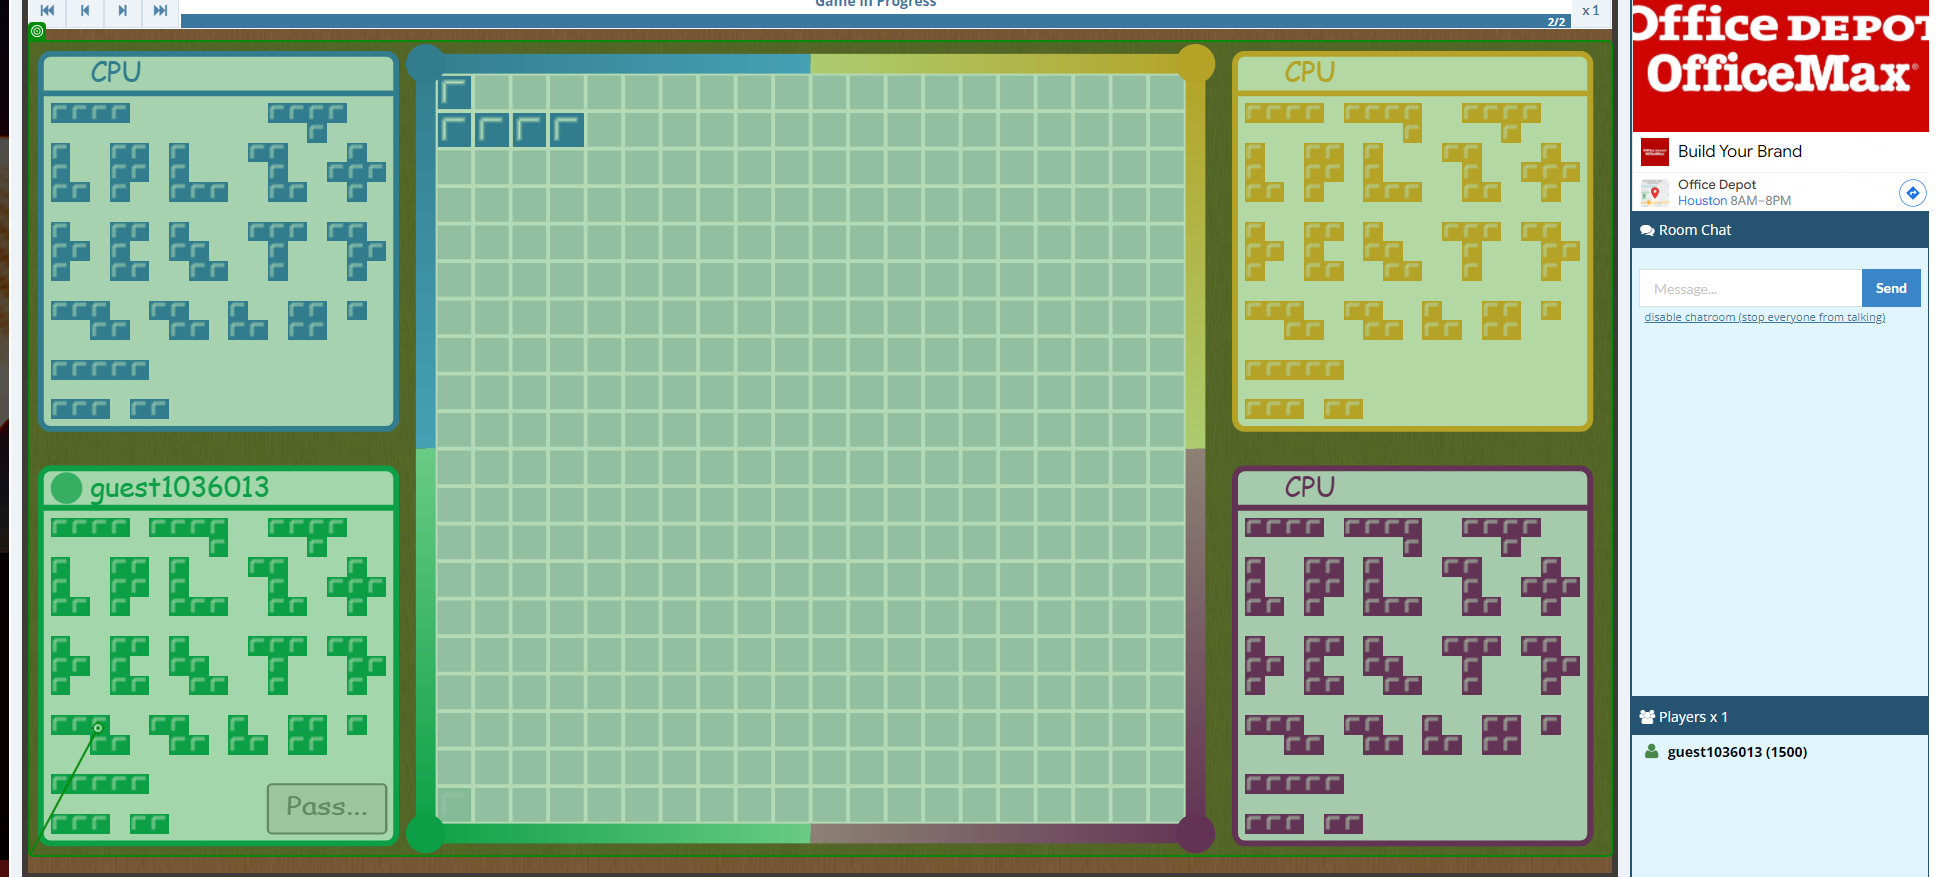 Game In Progress
x 1
2/2
CPU
CPU
guest1036013
CPU
Pass...
Office DEPOT
OfficeMax®
Build Your Brand
Office Depot
Houston 8AM–8PM
Room Chat
Message...
Send
disable chatroom (stop everyone from talking)
Players x 1
guest1036013 (1500)